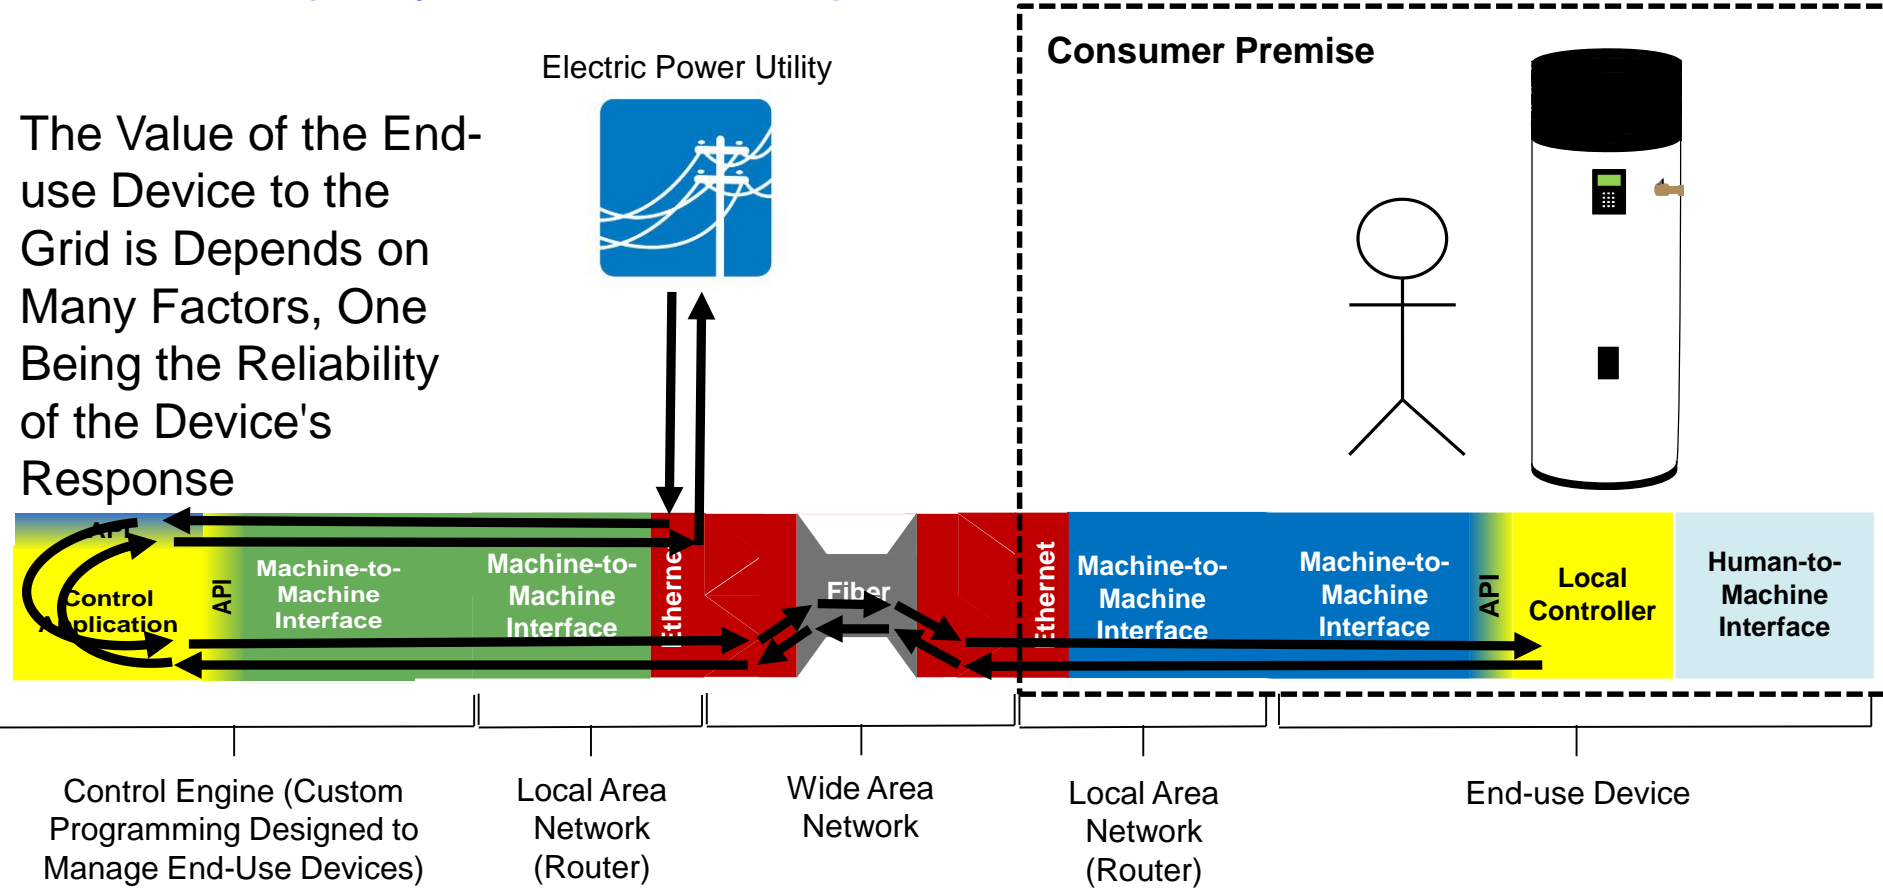 Electric Power Utility
Consumer Premise
The Value of the End-
use Device to the
Grid is Depends on
Many Factors, One
Being the Reliability
of the Device's
Response
API
Control
Application
API
Machine-to-
Machine
Interface
Machine-to-
Machine
Interface
Ethernet
Fiber
Ethernet
Machine-to-
Machine
Interface
Machine-to-
Machine
Interface
API
Local
Controller
Human-to-
Machine
Interface
Control Engine (Custom
Programming Designed to
Manage End-Use Devices)
Local Area
Network
(Router)
Wide Area
Network
Local Area
Network
(Router)
End-use Device